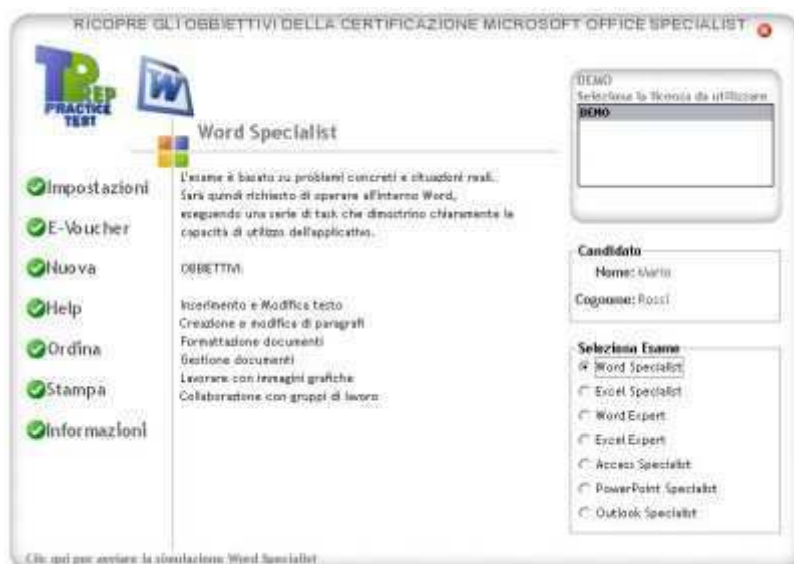 RICOPRE GLI OBBIETTIVI DELLA CERTIFICAZIONE MICROSOFT OFFICE SPECIALIST
TPrep
PRACTICE
TEST
W
Word Specialist
Impostazioni
E-Voucher
Nuova
Help
Ordina
Stampa
Informazioni
L'esame è basato su problemi concreti e situazioni reali.
Sarà quindi richiesto di operare all'interno Word,
eseguendo una serie di task che dimostrino chiaramente la
capacità di utilizzo dell'applicativo.
OBBIETTIVI:
Inserimento e Modifica testo
Creazione e modifica di paragrafi
Formattazione documenti
Gestione documenti
Lavorare con immagini grafiche
Collaborazione con gruppi di lavoro
DEMO
Seleziona la licenza da utilizzare
DEMO
Candidato
Nome: Mario
Cognome: Rossi
Seleziona Esame
Word Specialist
Excel Specialist
Word Expert
Excel Expert
Access Specialist
PowerPoint Specialist
Outlook Specialist
Clic qui per avviare la simulazione Word Specialist